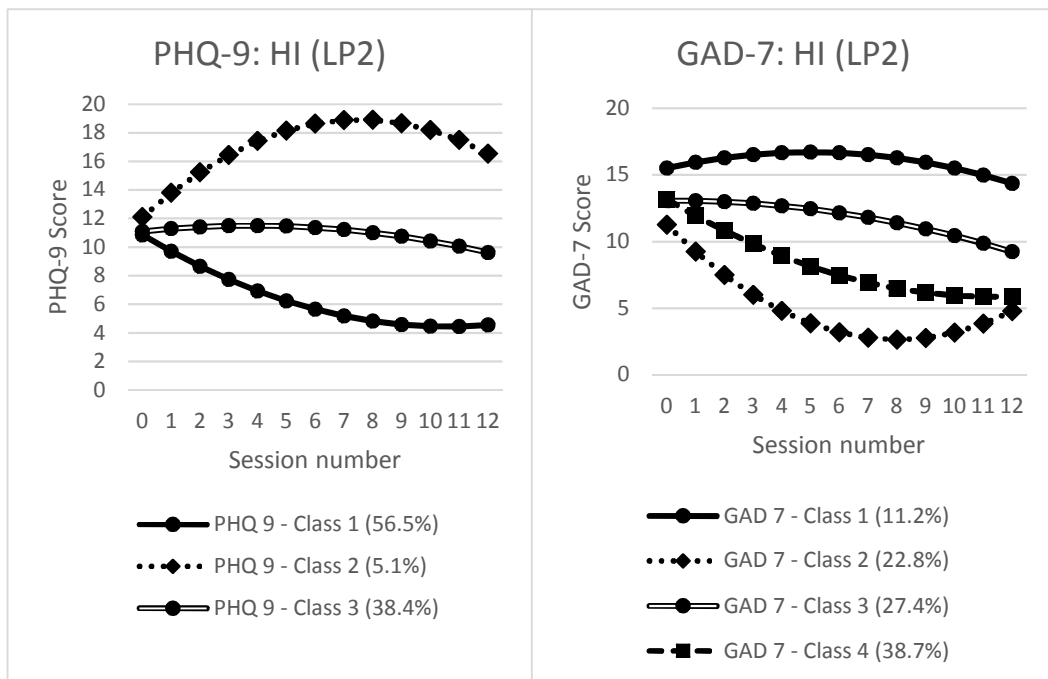 PHQ-9: HI (LP2)
PHQ-9 Score
20
18
16
14
12
10
8
6
4
2
0
0 1 2 3 4 5 6 7 8 9 10 11 12
Session number
PHQ 9 - Class 1 (56.5%)
PHQ 9 - Class 2 (5.1%)
PHQ 9 - Class 3 (38.4%)
GAD-7: HI (LP2)
GAD-7 Score
20
15
10
5
0
0 1 2 3 4 5 6 7 8 9 10 11 12
Session number
GAD 7 - Class 1 (11.2%)
GAD 7 - Class 2 (22.8%)
GAD 7 - Class 3 (27.4%)
GAD 7 - Class 4 (38.7%)